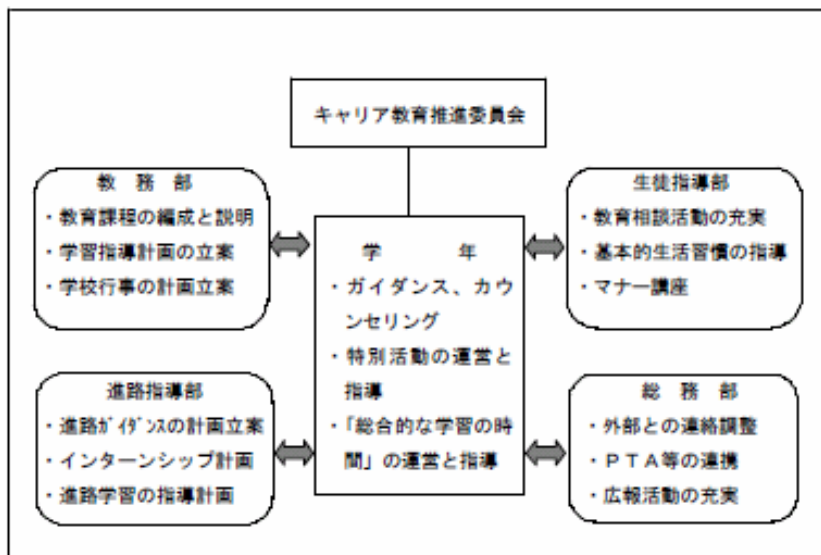 キャリア教育推進委員会
教務部
・教育課程の編成と説明
・学習指導計画の立案
・学校行事の計画立案
生徒指導部
・教育相談活動の充実
・基本的生活習慣の指導
・マナー講座
学年
・ガイダンス、カウ
ンセリング
・特別活動の運営と
指導
・「総合的な学習の時
間」の運営と指導
進路指導部
・進路ｶﾞｲﾀﾞﾝｽの計画立案
・インターンシップ計画
・進路学習の指導計画
総務部
・外部との連絡調整
・ＰＴＡ等の連携
・広報活動の充実